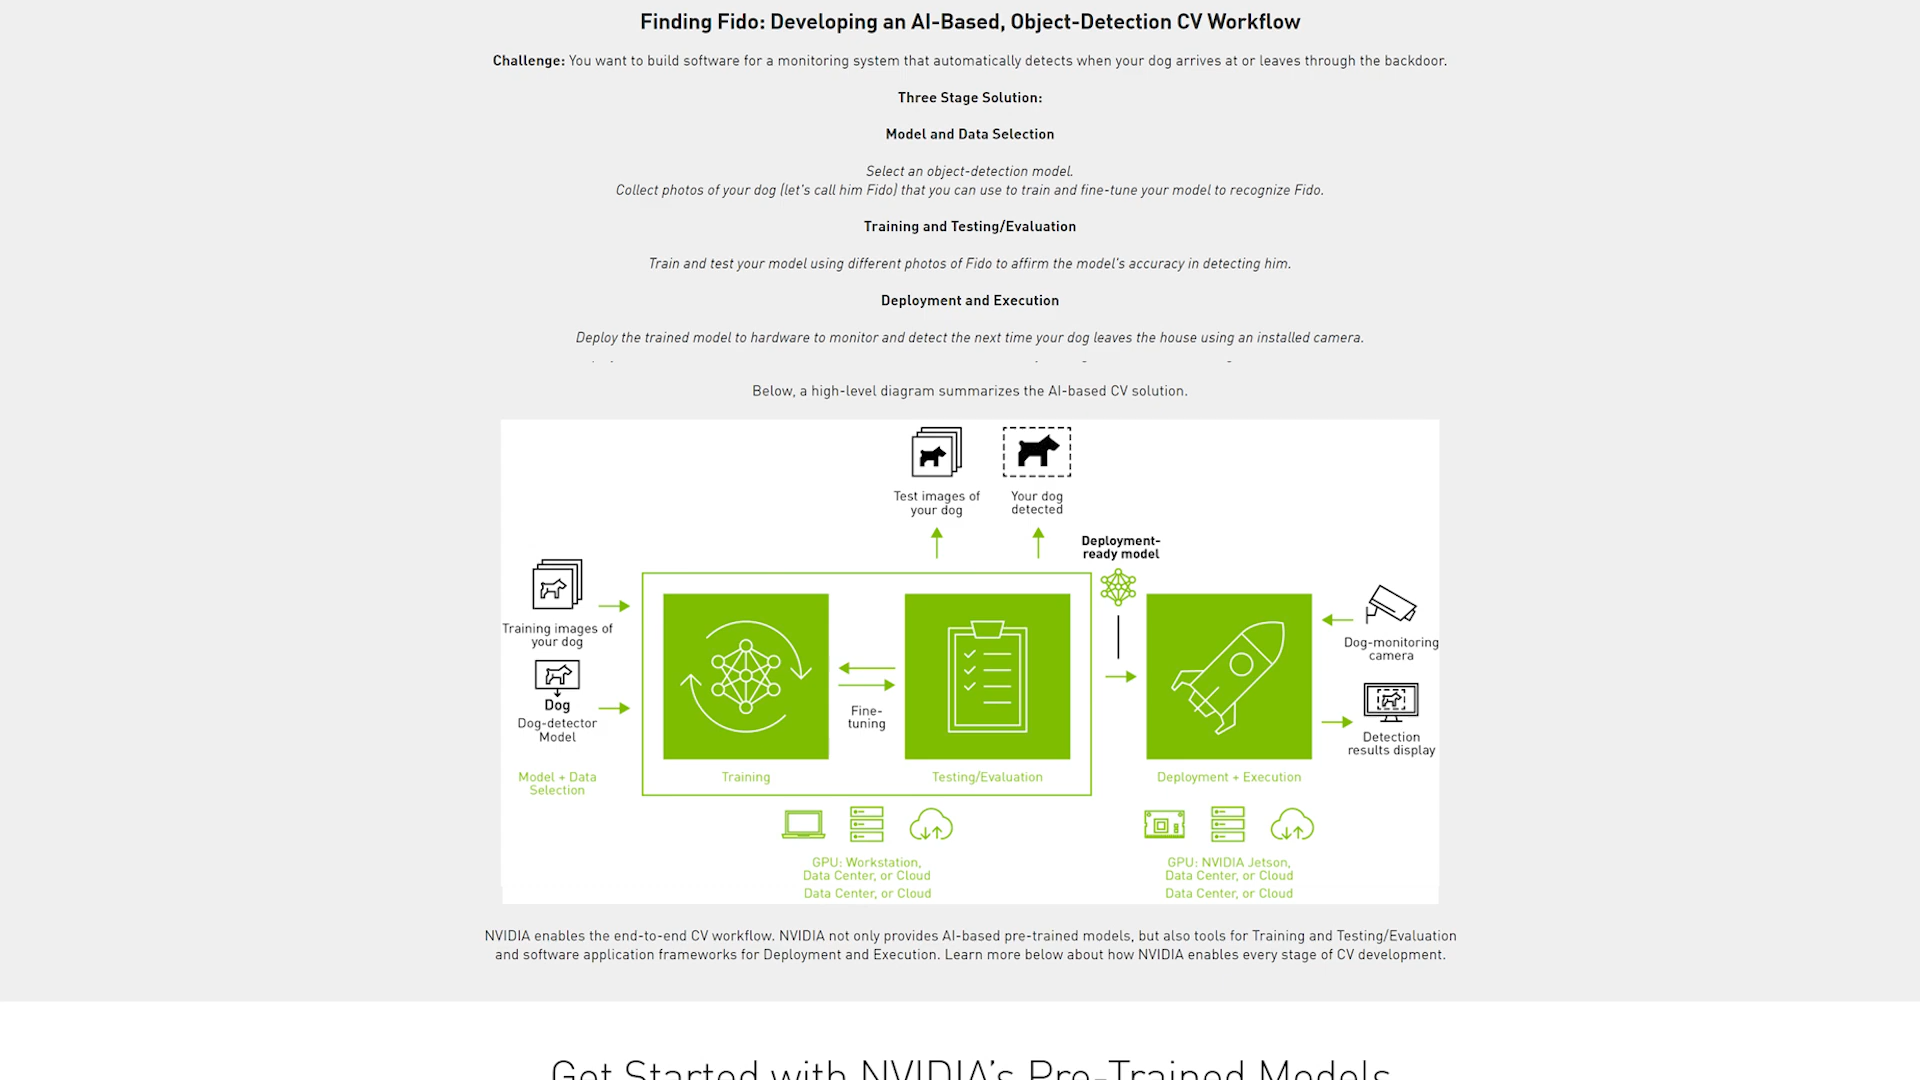 Finding Fido: Developing an AI-Based, Object-Detection CV Workflow
Challenge: You want to build software for a monitoring system that automatically detects when your dog arrives at or leaves through the backdoor.
Three Stage Solution:
Model and Data Selection
Select an object-detection model.
Collect photos of your dog (let's call him Fido) that you can use to train and fine-tune your model to recognize Fido.
Training and Testing/Evaluation
Train and test your model using different photos of Fido to affirm the model's accuracy in detecting him.
Deployment and Execution
Deploy the trained model to hardware to monitor and detect the next time your dog leaves the house using an installed camera.
Below, a high-level diagram summarizes the AI-based CV solution.
Test images of
your dog
Your dog
detected
Deployment-
ready model
Training images of
your dog
Dog
Dog-detector
Model
Model + Data
Selection
Training
Fine-
tuning
Testing/Evaluation
Deployment + Execution
Dog-monitoring
camera
Detection
results display
GPU: Workstation,
Data Center, or Cloud
Data Center, or Cloud
GPU: NVIDIA Jetson,
Data Center, or Cloud
Data Center, or Cloud
NVIDIA enables the end-to-end CV workflow. NVIDIA not only provides AI-based pre-trained models, but also tools for Training and Testing/Evaluation
and software application frameworks for Deployment and Execution. Learn more below about how NVIDIA enables every stage of CV development.
Get Started with NVIDIA's Pre-Trained Models